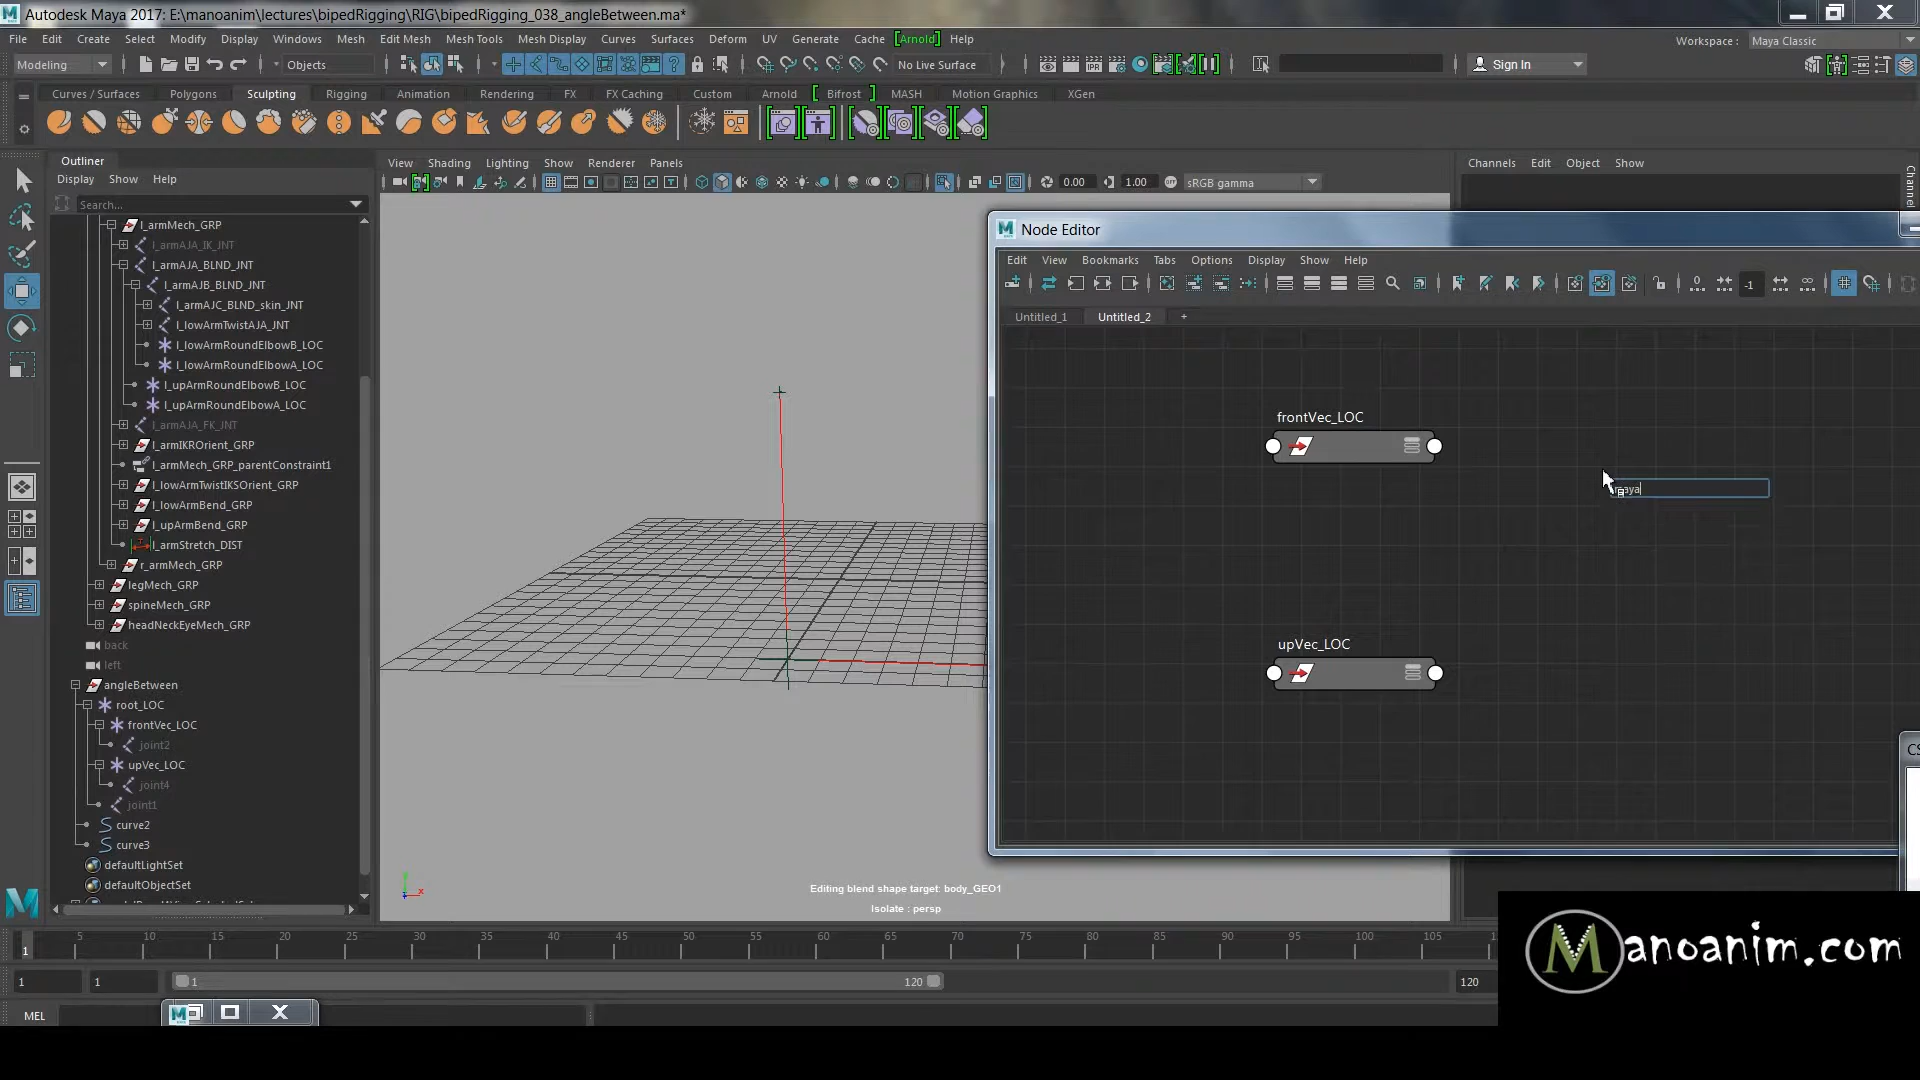 Autodesk Maya 2017: E:\manoanim\lectures\bipedRigging\RIG\bipedRigging_038_angleBetween.ma*
File Edit Create Select Modify Display Windows Mesh Edit Mesh Mesh Tools Mesh Display Curves Surfaces Deform UV Generate Cache [Arnold] Help
Workspace : Maya Classic
Modeling Objects No Live Surface Sign In
Curves / Surfaces Polygons Sculpting Rigging Animation Rendering FX FX Caching Custom Arnold [ Bifrost ] MASH Motion Graphics XGen
Outliner
Display Show Help
Search...
l_armMech_GRP
l_armAJA_IK_JNT
l_armAJA_BLND_JNT
l_armAJB_BLND_JNT
l_armAJC_BLND_skin_JNT
l_lowArmTwistAJA_JNT
l_lowArmRoundElbowB_LOC
l_lowArmRoundElbowA_LOC
l_upArmRoundElbowB_LOC
l_upArmRoundElbowA_LOC
l_armAJA_FK_JNT
l_armIKROrient_GRP
l_armMech_GRP_parentConstraint1
l_lowArmTwistIKSOrient_GRP
l_lowArmBend_GRP
l_upArmBend_GRP
l_armStretch_DIST
r_armMech_GRP
legMech_GRP
spineMech_GRP
headNeckEyeMech_GRP
back
left
angleBetween
root_LOC
frontVec_LOC
joint2
upVec_LOC
joint4
joint1
curve2
curve3
defaultLightSet
defaultObjectSet
View Shading Lighting Show Renderer Panels
0.00 1.00 sRGB gamma
Editing blend shape target: body_GEO1
Isolate : persp
Channels Edit Object Show
Channel
Node Editor
Edit View Bookmarks Tabs Options Display Show Help
-1
Untitled_1 Untitled_2 +
frontVec_LOC
upVec_LOC
CS
1 5 10 15 20 25 30 35 40 45 50 55 60 65 70 75 80 85 90 95 100 105
1 1 1 120 120
MEL
Manoanim.com